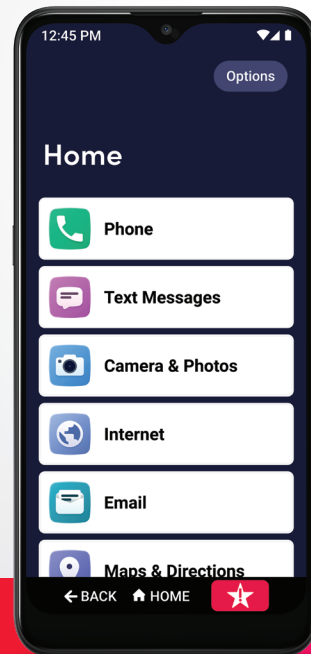 12:45 PM
Options
Home
Phone
Text Messages
Camera & Photos
Internet
Email
Maps & Directions
BACK HOME